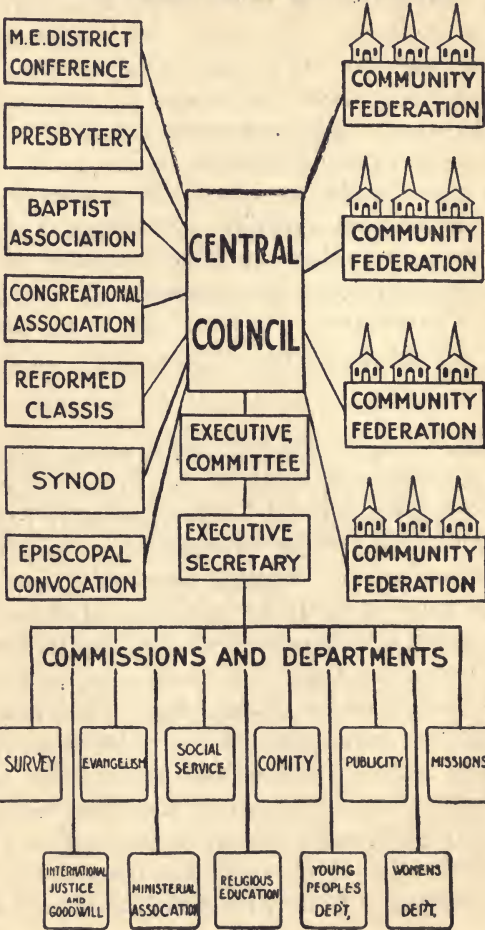 M.E.DISTRICT
CONFERENCE
PRESBYTERY
BAPTIST
ASSOCIATION
CONGREATIONAL
ASSOCIATION
REFORMED
CLASSIS
SYNOD
EPISCOPAL
CONVOCATION
CENTRAL
COUNCIL
EXECUTIVE
COMMITTEE
EXECUTIVE
SECRETARY
COMMUNITY
FEDERATION
COMMUNITY
FEDERATION
COMMUNITY
FEDERATION
COMMUNITY
FEDERATION
COMMISSIONS AND DEPARTMENTS
SURVEY
EVANGELISM
SOCIAL
SERVICE
COMITY
PUBLICITY
MISSIONS
INTERNATIONAL
JUSTICE
AND
GOODWILL
MINISTERIAL
ASSOCATION
RELIGIOUS
EDUCATION
YOUNG
PEOPLES
DEPT.
WOMENS
DEPT.